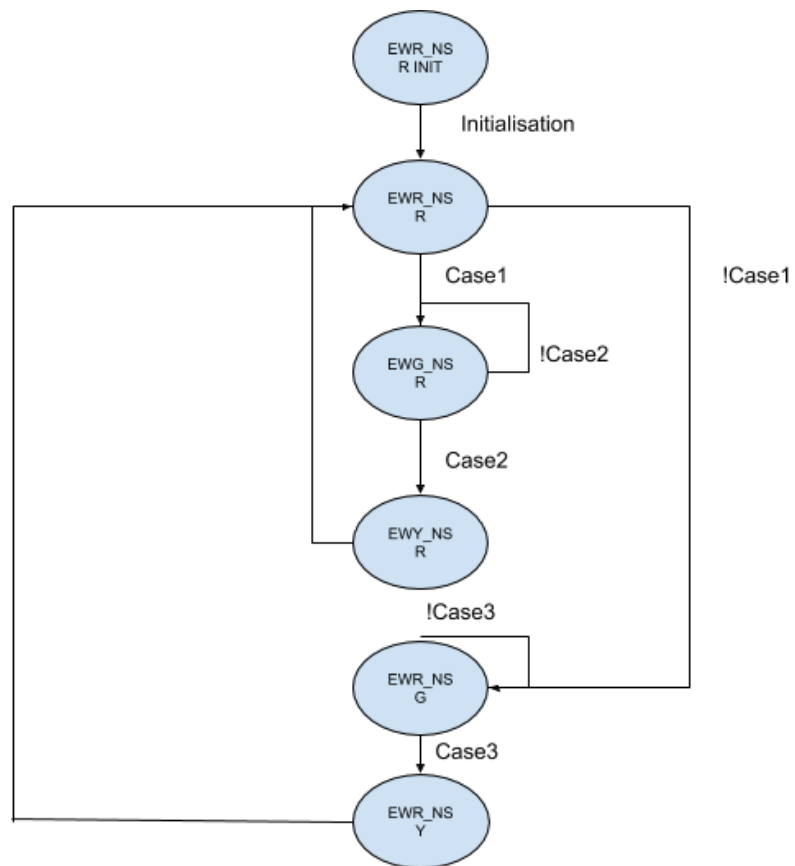 EWR_NS
R INIT
Initialisation
EWR_NS
R
Case1
!Case1
!Case2
EWG_NS
R
Case2
EWY_NS
R
!Case3
EWR_NS
G
Case3
EWR_NS
Y